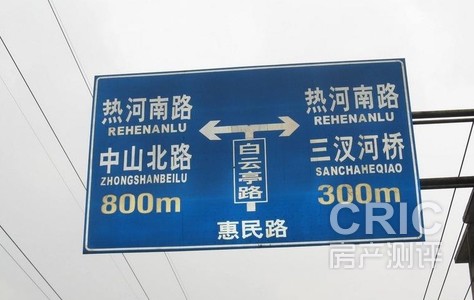 热河南路
REHENANLU
中山北路
ZHONGSHANBEILU
800m
白云亭路
惠民路
热河南路
REHENANLU
三汊河桥
SANCHAHEQIAO
300m
CRIC
房产测评